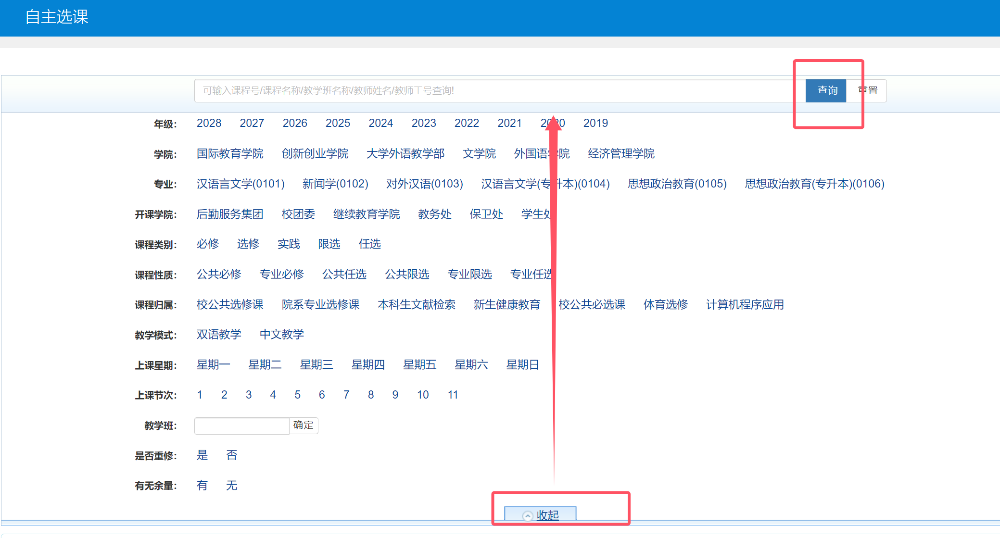 自主选课
可输入课程号/课程名称/教学班名称/教师姓名/教师工号查询! 查询 重置
年级: 2028 2027 2026 2025 2024 2023 2022 2021 2020 2019
学院: 国际教育学院 创新创业学院 大学外语教学部 文学院 外国语学院 经济管理学院
专业: 汉语言文学(0101) 新闻学(0102) 对外汉语(0103) 汉语言文学(专升本)(0104) 思想政治教育(0105) 思想政治教育(专升本)(0106)
开课学院: 后勤服务集团 校团委 继续教育学院 教务处 保卫处 学生处
课程类别: 必修 选修 实践 限选 任选
课程性质: 公共必修 专业必修 公共任选 公共限选 专业限选 专业任选
课程归属: 校公共选修课 院系专业选修课 本科生文献检索 新生健康教育 校公共必选课 体育选修 计算机程序应用
教学模式: 双语教学 中文教学
上课星期: 星期一 星期二 星期三 星期四 星期五 星期六 星期日
上课节次: 1 2 3 4 5 6 7 8 9 10 11
教学班: 确定
是否重修: 是 否
有无余量: 有 无
收起